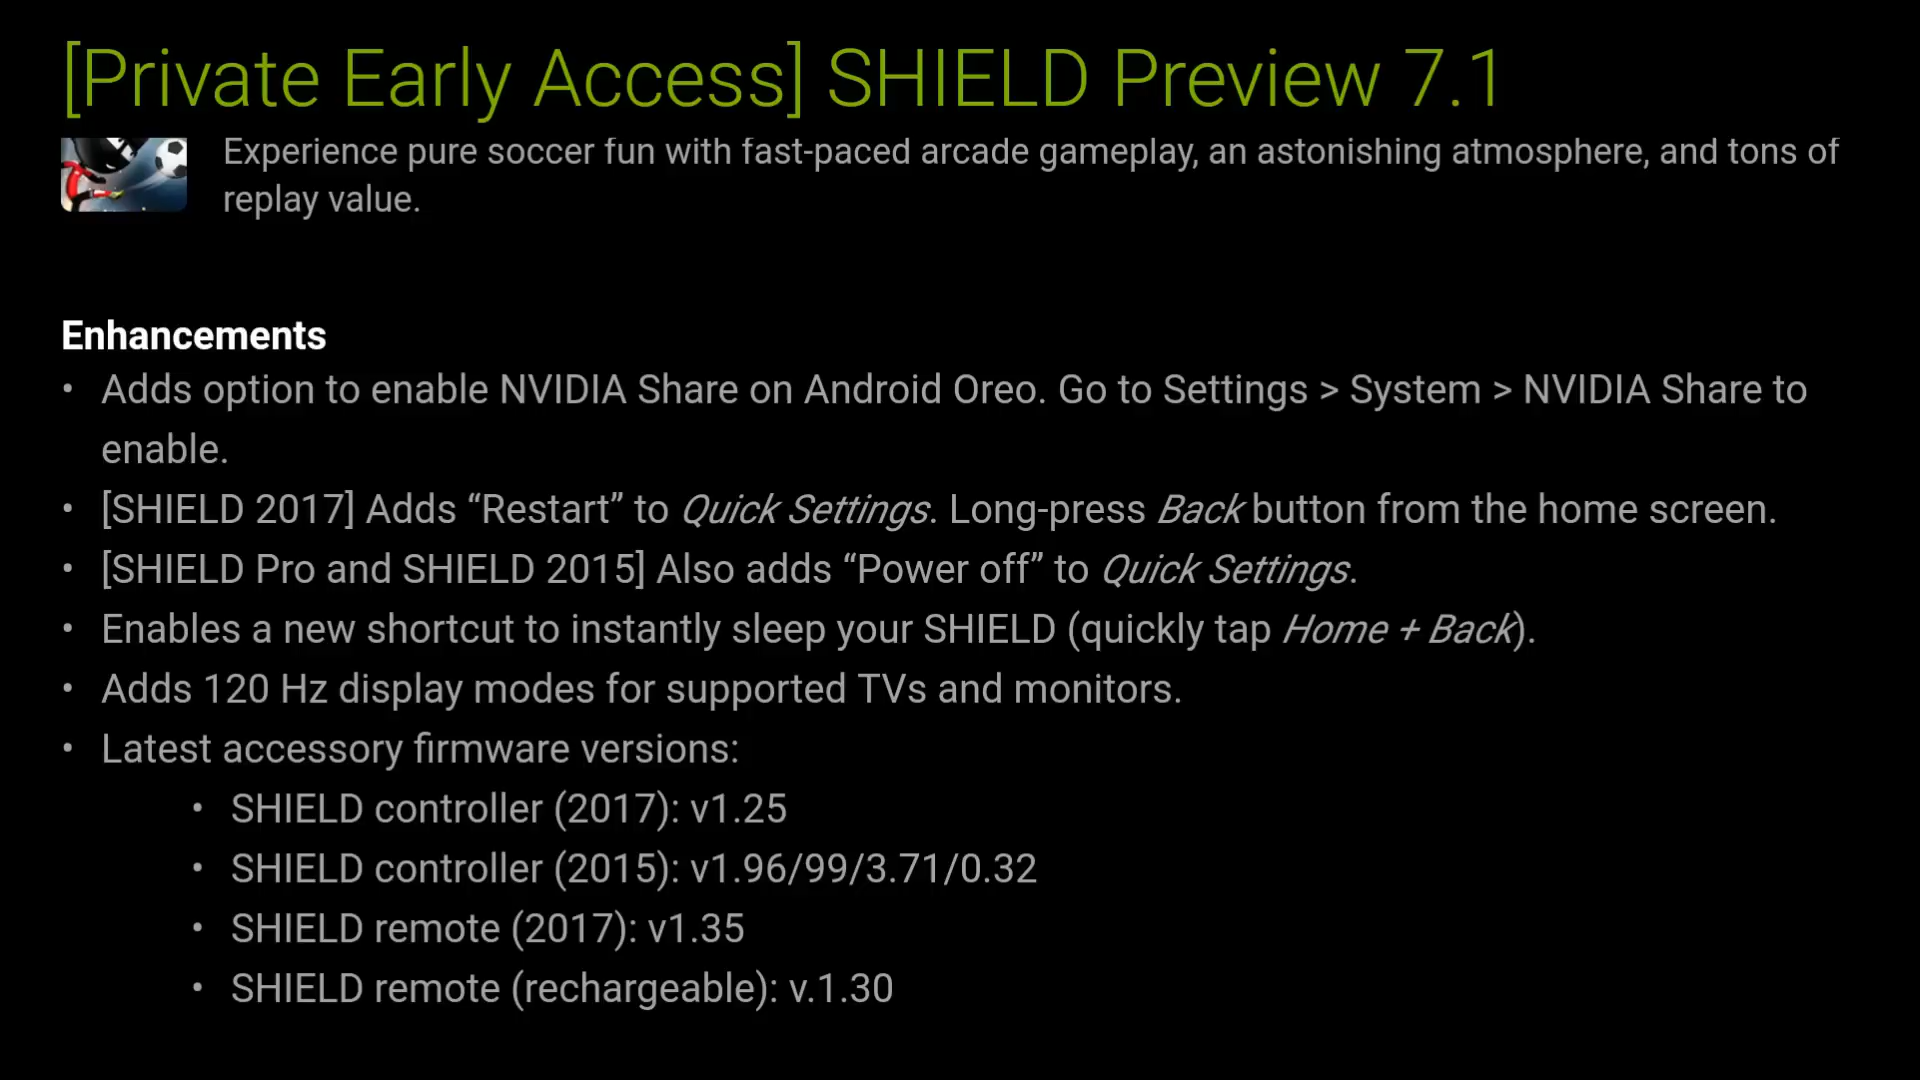 [Private Early Access] SHIELD Preview 7.1
Experience pure soccer fun with fast-paced arcade gameplay, an astonishing atmosphere, and tons of
replay value.
Enhancements
• Adds option to enable NVIDIA Share on Android Oreo. Go to Settings > System > NVIDIA Share to
enable.
• [SHIELD 2017] Adds “Restart” to Quick Settings. Long-press Back button from the home screen.
• [SHIELD Pro and SHIELD 2015] Also adds “Power off” to Quick Settings.
• Enables a new shortcut to instantly sleep your SHIELD (quickly tap Home + Back).
• Adds 120 Hz display modes for supported TVs and monitors.
• Latest accessory firmware versions:
• SHIELD controller (2017): v1.25
• SHIELD controller (2015): v1.96/99/3.71/0.32
• SHIELD remote (2017): v1.35
• SHIELD remote (rechargeable): v.1.30